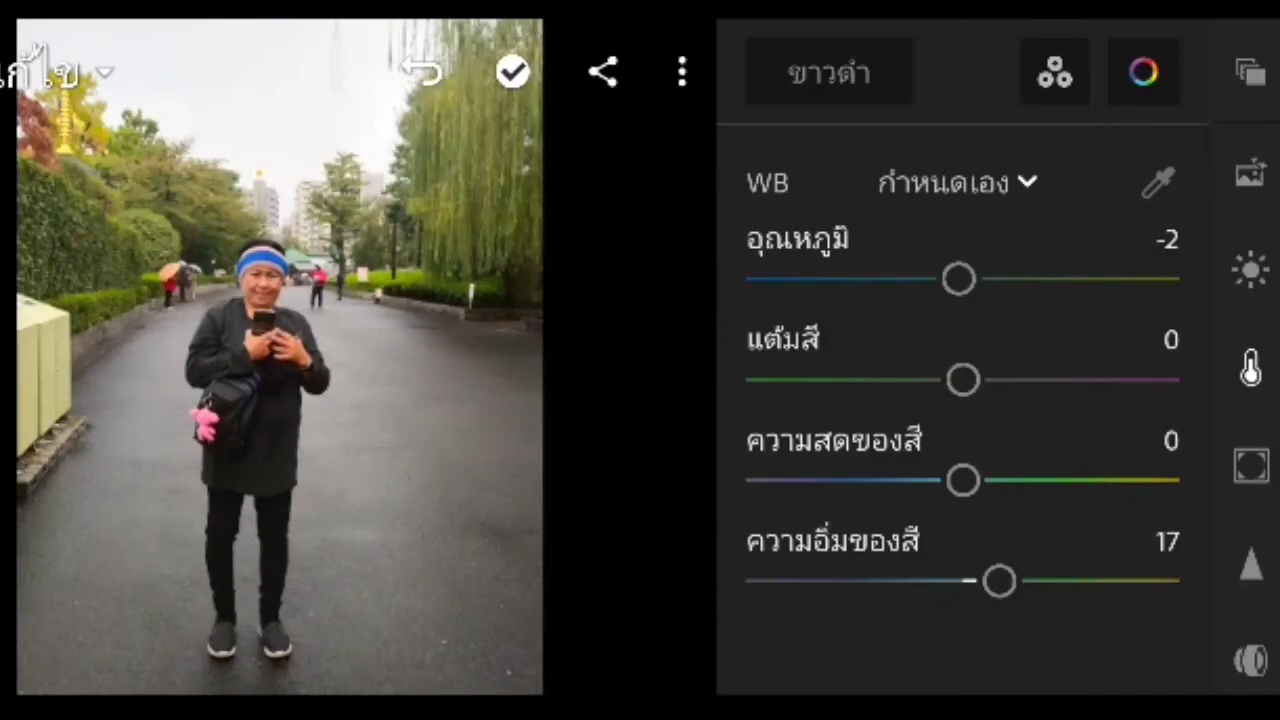 แก้ไข
ขาวดำ
WB กำหนดเอง
อุณหภูมิ -2
แต้มสี 0
ความสดของสี 0
ความอิ่มของสี 17